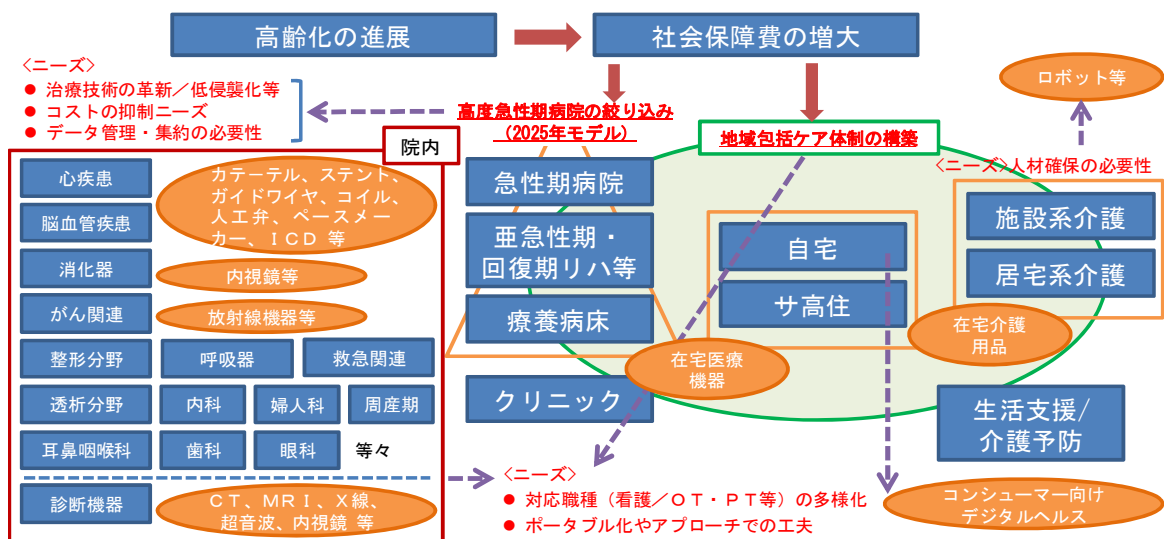 高齢化の進展
社会保障費の増大
<ニーズ>
● 治療技術の革新／低侵襲化等
● コストの抑制ニーズ
● データ管理・集約の必要性
高度急性期病院の絞り込み
（2025年モデル）
地域包括ケア体制の構築
ロボット等
<ニーズ>人材確保の必要性
院内
心疾患
脳血管疾患
カテーテル、ステント、
ガイドワイヤ、コイル、
人工弁、ペースメー
カー、ＩＣＤ 等
消化器
内視鏡等
がん関連
放射線機器等
整形分野
呼吸器
救急関連
透析分野
内科
婦人科
周産期
耳鼻咽喉科
歯科
眼科
等々
診断機器
ＣＴ、ＭＲＩ、Ｘ線、
超音波、内視鏡 等
急性期病院
亜急性期・
回復期リハ等
療養病床
クリニック
自宅
サ高住
在宅医療
機器
施設系介護
居宅系介護
在宅介護
用品
生活支援/
介護予防
<ニーズ>
● 対応職種（看護／ＯＴ・ＰＴ等）の多様化
● ポータブル化やアプローチでの工夫
コンシューマー向け
デジタルヘルス